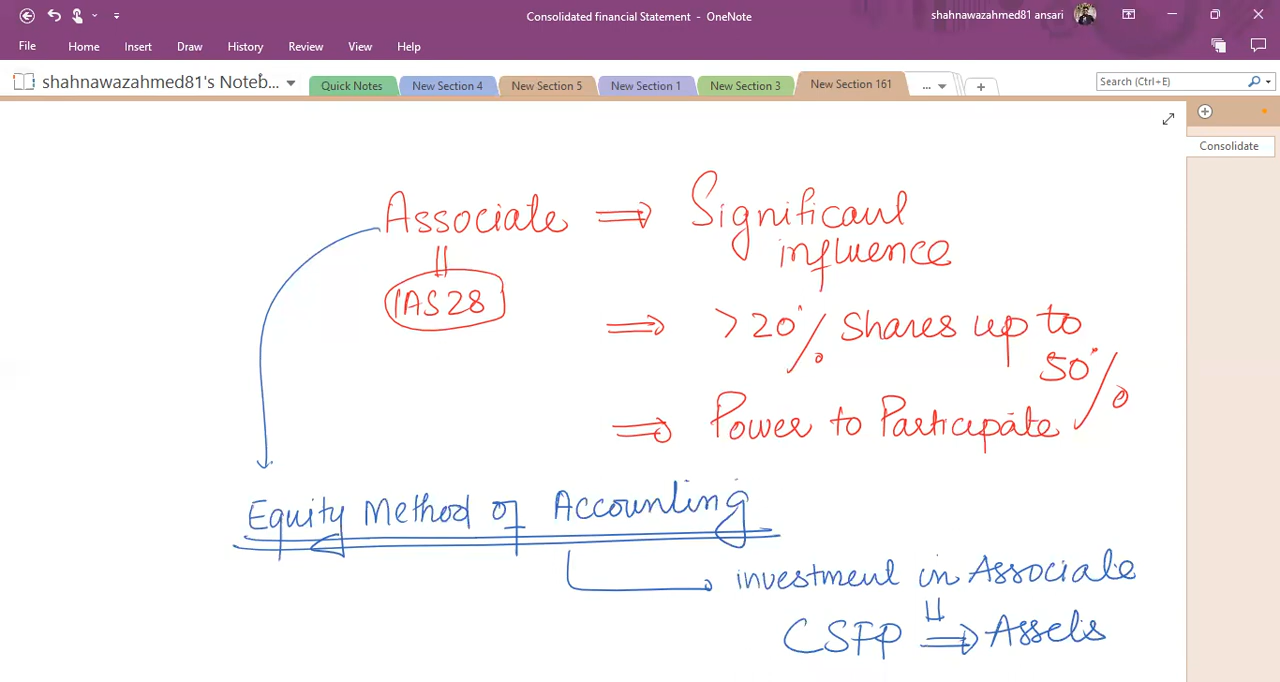 Consolidated financial Statement - OneNote
shahnawazahmed81 ansari
File Home Insert Draw History Review View Help
shahnawazahmed81's Noteb...
Quick Notes New Section 4 New Section 5 New Section 1 New Section 3 New Section 161 ...
Search (Ctrl+E)
Consolidate
Associate ⇒ Significant
influence
IAS 28
⇒ >20% Shares up to
50%
⇒ Power to Participate
Equity Method of Accounting
investment in Associate
CSFP ⇒ Assets